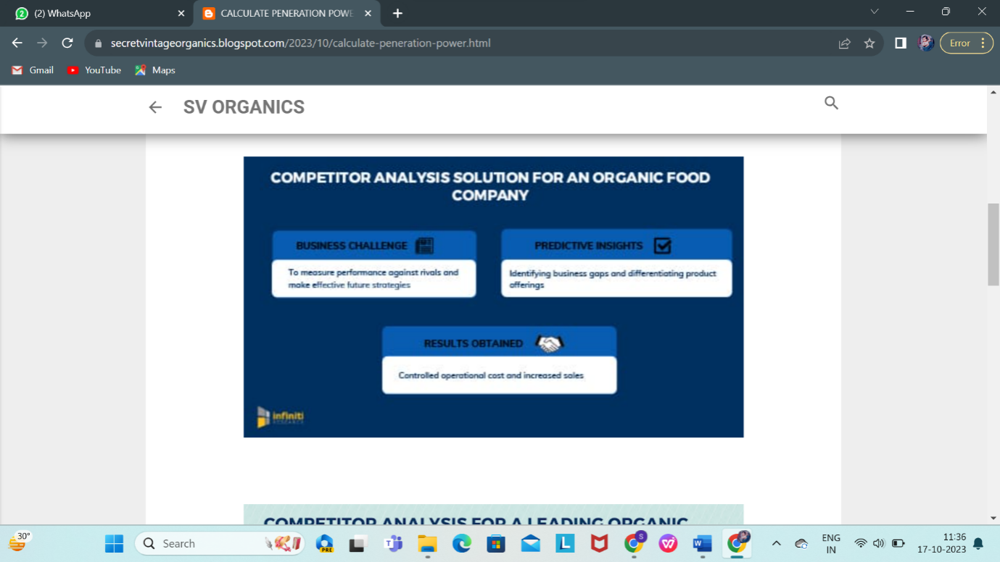 (2) WhatsApp
CALCULATE PENERATION POWE
secretvintageorganics.blogspot.com/2023/10/calculate-peneration-power.html
Error
Gmail
YouTube
Maps
SV ORGANICS
COMPETITOR ANALYSIS SOLUTION FOR AN ORGANIC FOOD
COMPANY
BUSINESS CHALLENGE
To measure performance against rivals and
make effective future strategies
PREDICTIVE INSIGHTS
Identifying business gaps and differentiating product
offerings
RESULTS OBTAINED
Controlled operational cost and increased sales
infiniti
RESEARCH
COMPETITOR ANALYSIS FOR A LEADING ORGANIC
30°
Search
PRE
ENG
IN
11:36
17-10-2023